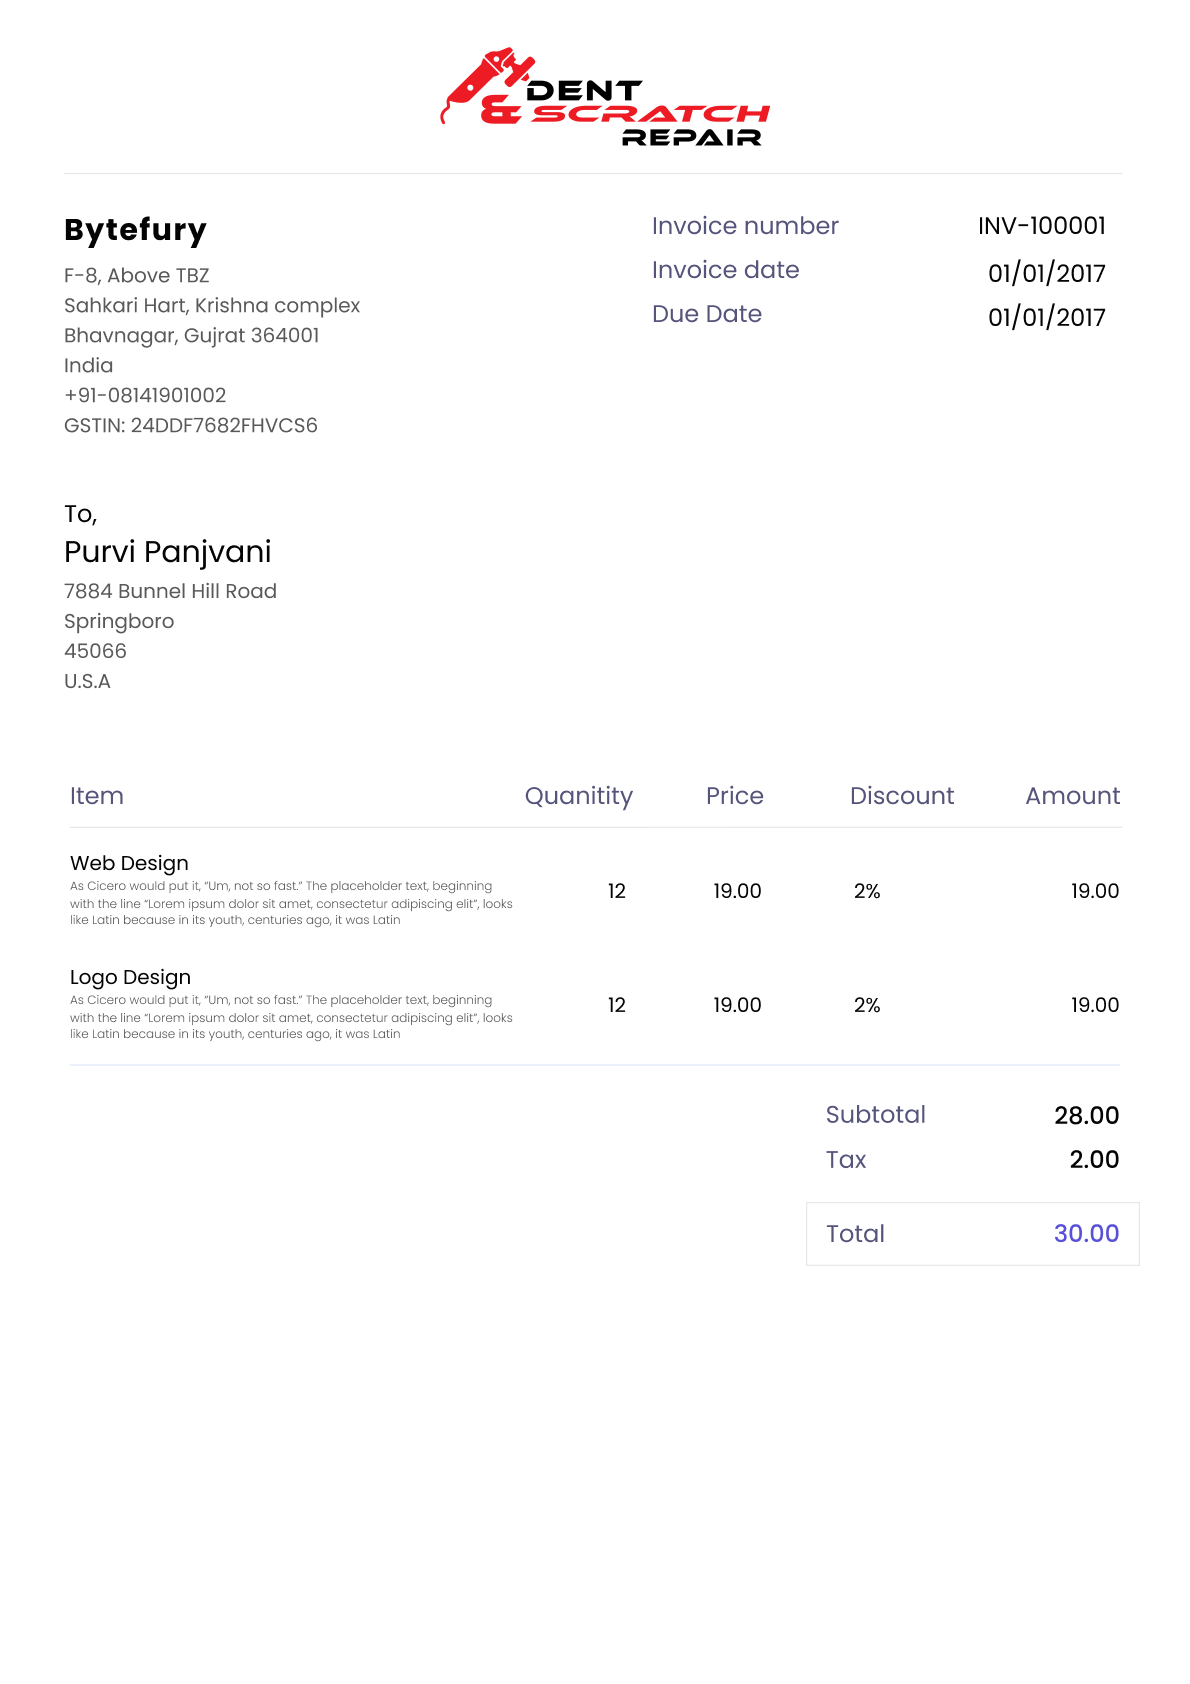 DENT
& SCRATCH
REPAIR
Bytefury
F-8, Above TBZ
Sahkari Hart, Krishna complex
Bhavnagar, Gujrat 364001
India
+91-08141901002
GSTIN: 24DDF7682FHVCS6
Invoice number INV-100001
Invoice date 01/01/2017
Due Date 01/01/2017
To,
Purvi Panjvani
7884 Bunnel Hill Road
Springboro
45066
U.S.A
Item Quanitity Price Discount Amount
Web Design
As Cicero would put it, “Um, not so fast.” The placeholder text, beginning
with the line “Lorem ipsum dolor sit amet, consectetur adipiscing elit”, looks
like Latin because in its youth, centuries ago, it was Latin
12 19.00 2% 19.00
Logo Design
As Cicero would put it, “Um, not so fast.” The placeholder text, beginning
with the line “Lorem ipsum dolor sit amet, consectetur adipiscing elit”, looks
like Latin because in its youth, centuries ago, it was Latin
12 19.00 2% 19.00
Subtotal 28.00
Tax 2.00
Total 30.00